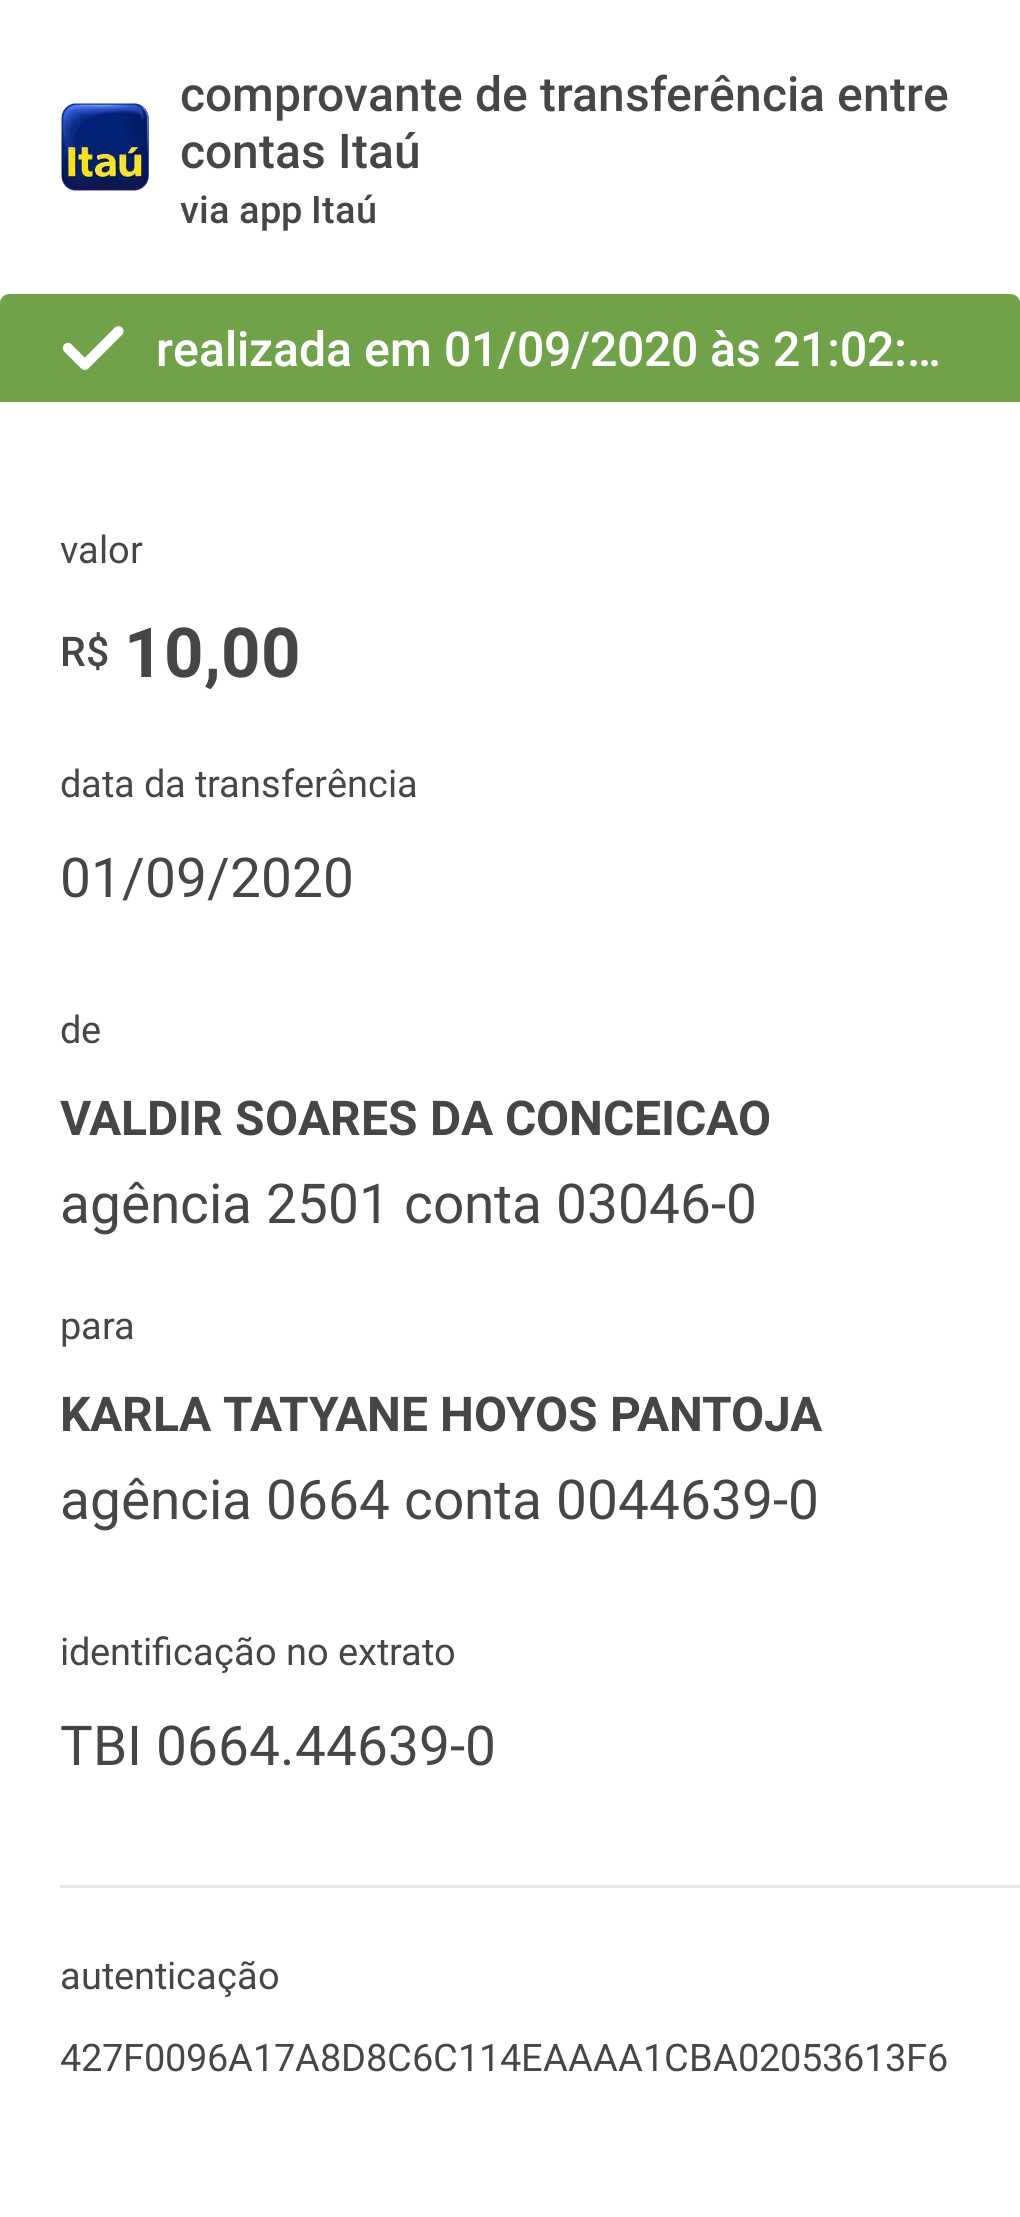 comprovante de transferência entre
contas Itaú
Itaú
via app Itaú
realizada em 01/09/2020 às 21:02:...
valor
R$ 10,00
data da transferência
01/09/2020
de
VALDIR SOARES DA CONCEICAO
agência 2501 conta 03046-0
para
KARLA TATYANE HOYOS PANTOJA
agência 0664 conta 0044639-0
identificação no extrato
TBI 0664.44639-0
autenticação
427F0096A17A8D8C6C114EAAAA1CBA02053613F6